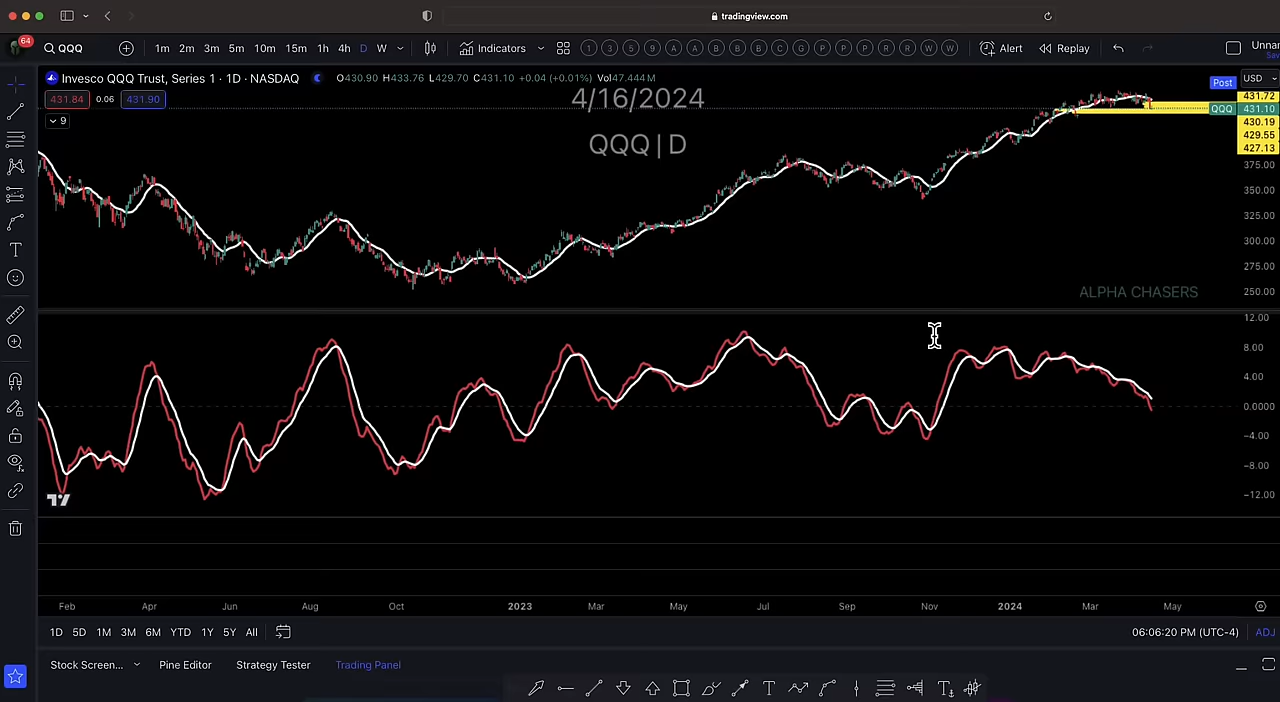 tradingview.com
64
QQQ
1m 2m 3m 5m 10m 15m 1h 4h D W
Indicators
1 3 5 9 A A B B B C G P P P R R W W
Alert
Replay
Invesco QQQ Trust, Series 1 · 1D · NASDAQ
O430.90 H433.76 L429.70 C431.10 +0.04 (+0.01%) Vol47.444M
431.84 0.06 431.90
9
4/16/2024
QQQ|D
ALPHA CHASERS
USD
Post
431.72
QQQ 431.10
430.19
429.55
427.13
375.00
350.00
325.00
300.00
275.00
250.00
12.00
8.00
4.00
0.0000
−4.00
−8.00
−12.00
Feb Apr Jun Aug Oct 2023 Mar May Jul Sep Nov 2024 Mar May
1D 5D 1M 3M 6M YTD 1Y 5Y All
06:06:20 PM (UTC-4) ADJ
Stock Screen... Pine Editor Strategy Tester Trading Panel